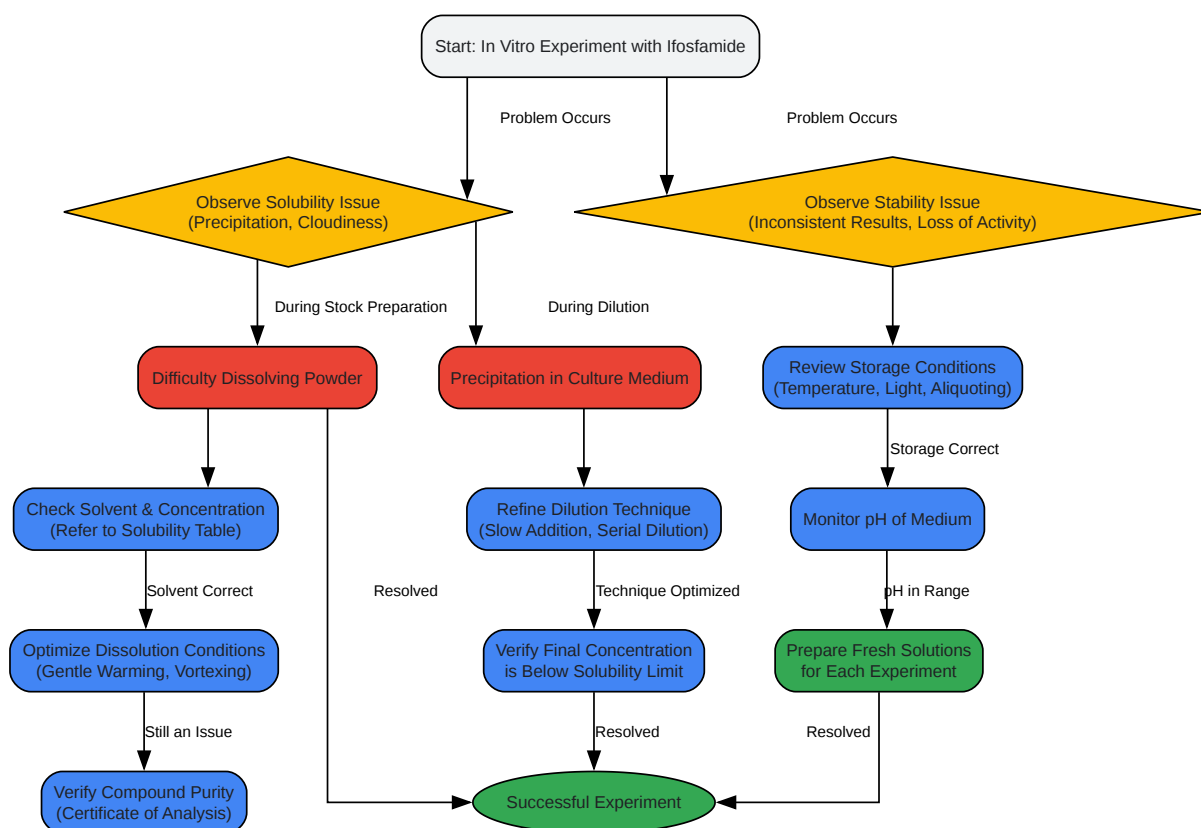 Start: In Vitro Experiment with Ifosfamide
Problem Occurs
Problem Occurs
Observe Solubility Issue
(Precipitation, Cloudiness)
Observe Stability Issue
(Inconsistent Results, Loss of Activity)
During Stock Preparation
During Dilution
Difficulty Dissolving Powder
Precipitation in Culture Medium
Review Storage Conditions
(Temperature, Light, Aliquoting)
Storage Correct
Check Solvent & Concentration
(Refer to Solubility Table)
Refine Dilution Technique
(Slow Addition, Serial Dilution)
Monitor pH of Medium
Solvent Correct
Resolved
Technique Optimized
pH in Range
Optimize Dissolution Conditions
(Gentle Warming, Vortexing)
Verify Final Concentration
is Below Solubility Limit
Prepare Fresh Solutions
for Each Experiment
Still an Issue
Resolved
Resolved
Verify Compound Purity
(Certificate of Analysis)
Successful Experiment